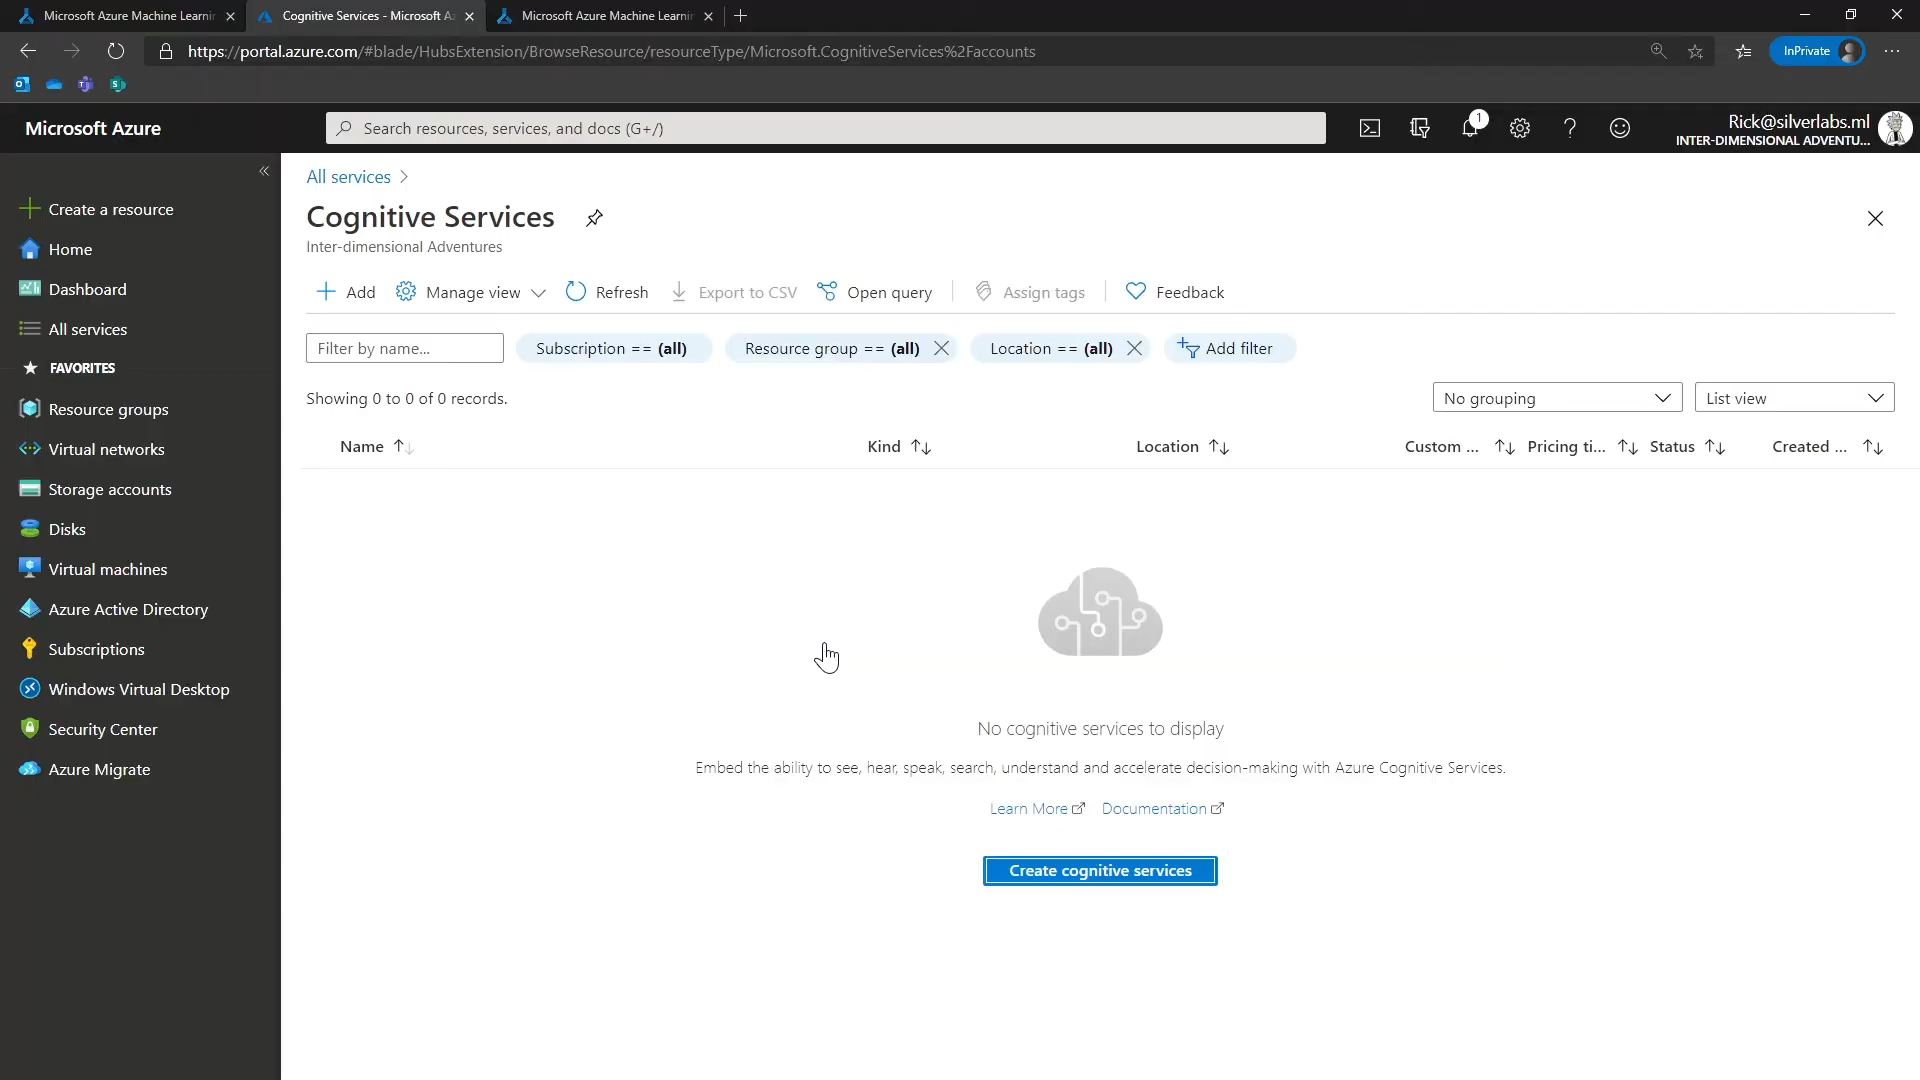 Microsoft Azure Machine Learnin
Cognitive Services - Microsoft Az
Microsoft Azure Machine Learnin
https://portal.azure.com/#blade/HubsExtension/BrowseResource/resourceType/Microsoft.CognitiveServices%2Faccounts
InPrivate
Microsoft Azure
Search resources, services, and docs (G+/)
1
Rick@silverlabs.ml
INTER-DIMENSIONAL ADVENTU...
Create a resource
Home
Dashboard
All services
FAVORITES
Resource groups
Virtual networks
Storage accounts
Disks
Virtual machines
Azure Active Directory
Subscriptions
Windows Virtual Desktop
Security Center
Azure Migrate
All services
Cognitive Services
Inter-dimensional Adventures
Add
Manage view
Refresh
Export to CSV
Open query
Assign tags
Feedback
Filter by name...
Subscription == (all)
Resource group == (all)
Location == (all)
Add filter
Showing 0 to 0 of 0 records.
No grouping
List view
Name
Kind
Location
Custom ...
Pricing ti...
Status
Created ...
No cognitive services to display
Embed the ability to see, hear, speak, search, understand and accelerate decision-making with Azure Cognitive Services.
Learn More
Documentation
Create cognitive services